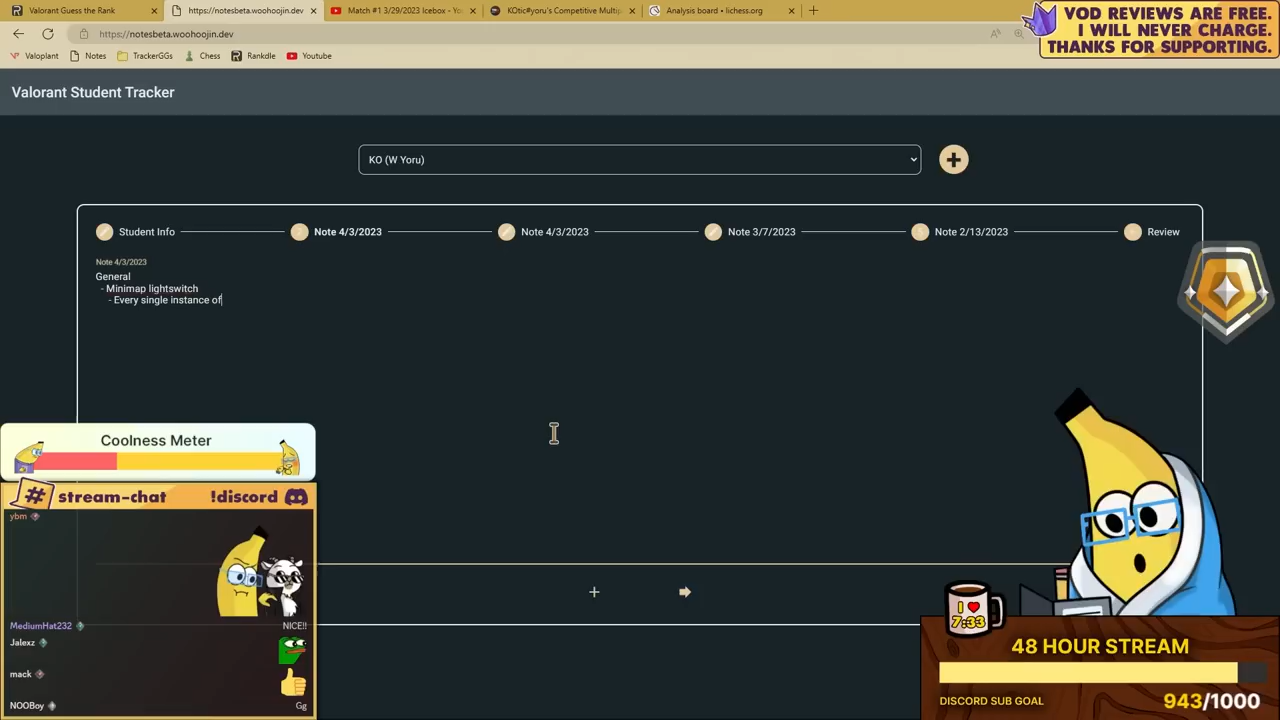 Valorant Guess the Rank
https://notesbeta.woohoojin.dev
Match #1 3/29/2023 Icebox - Yo
KOtic#yoru's Competitive Multip
Analysis board • lichess.org
https://notesbeta.woohoojin.dev
Valoplant
Notes
TrackerGGs
Chess
Rankdle
Youtube
VOD REVIEWS ARE FREE.
I WILL NEVER CHARGE.
THANKS FOR SUPPORTING.
Valorant Student Tracker
KO (W Yoru)
Student Info
Note 4/3/2023
Note 4/3/2023
Note 3/7/2023
Note 2/13/2023
Review
Note 4/3/2023
General
- Minimap lightswitch
- Every single instance of
Coolness Meter
# stream-chat
!discord
ybm
MediumHat232
NICE!!
Jalexz
mack
NOOBoy
Gg
I ♥
7:33
48 HOUR STREAM
DISCORD SUB GOAL
943/1000